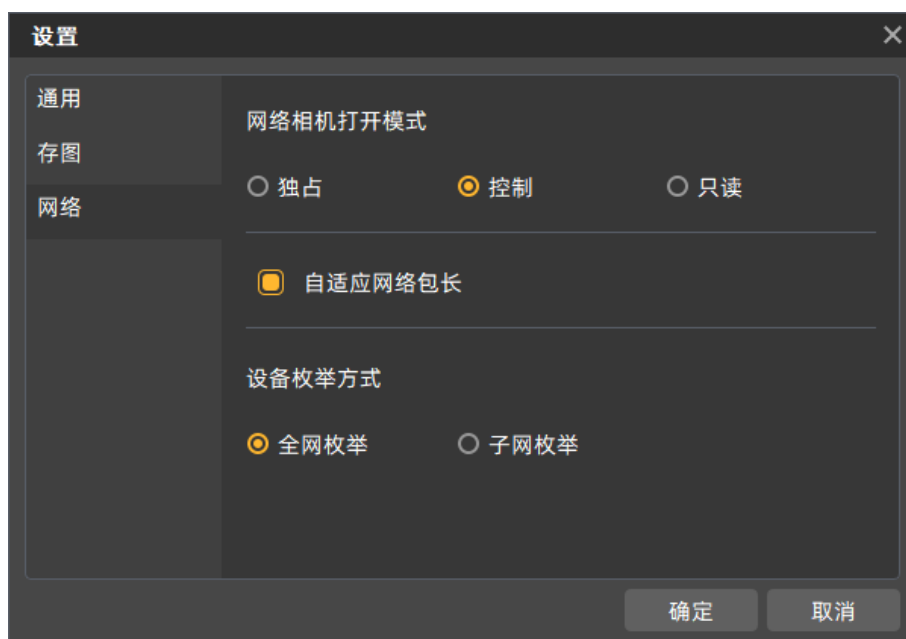 设置
通用
存图
网络
网络相机打开模式
独占 控制 只读
自适应网络包长
设备枚举方式
全网枚举 子网枚举
确定 取消